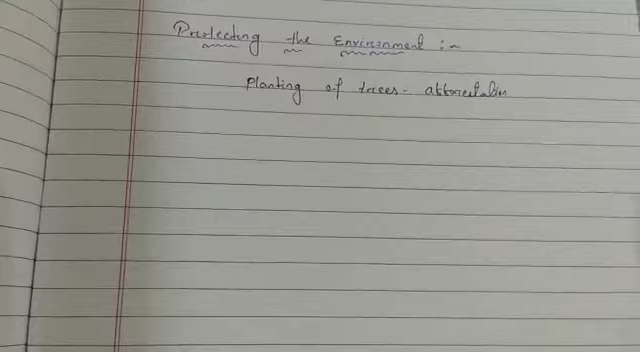 Protecting the Environment :-
Planting of trees - afforestation